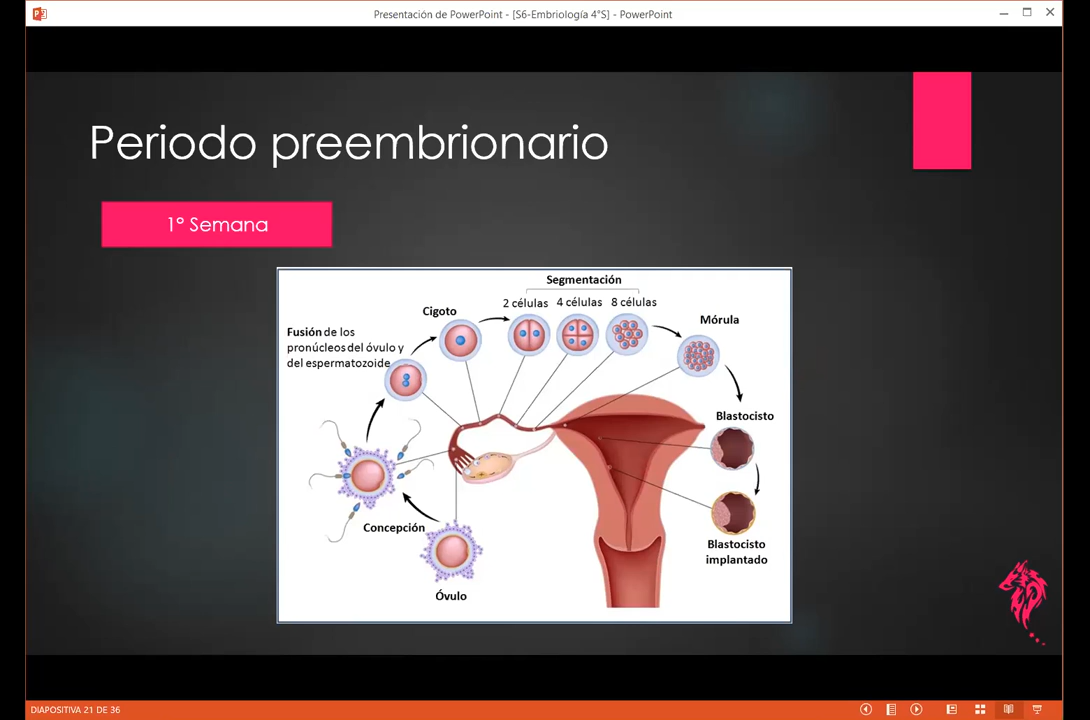 Presentación de PowerPoint - [S6-Embriología 4°S] - PowerPoint
Periodo preembrionario
1° Semana
Segmentación
2 células 4 células 8 células
Cigoto
Mórula
Fusión de los
pronúcleos del óvulo y
del espermatozoide
Blastocisto
Concepción
Blastocisto
implantado
Óvulo
DIAPOSITIVA 21 DE 36